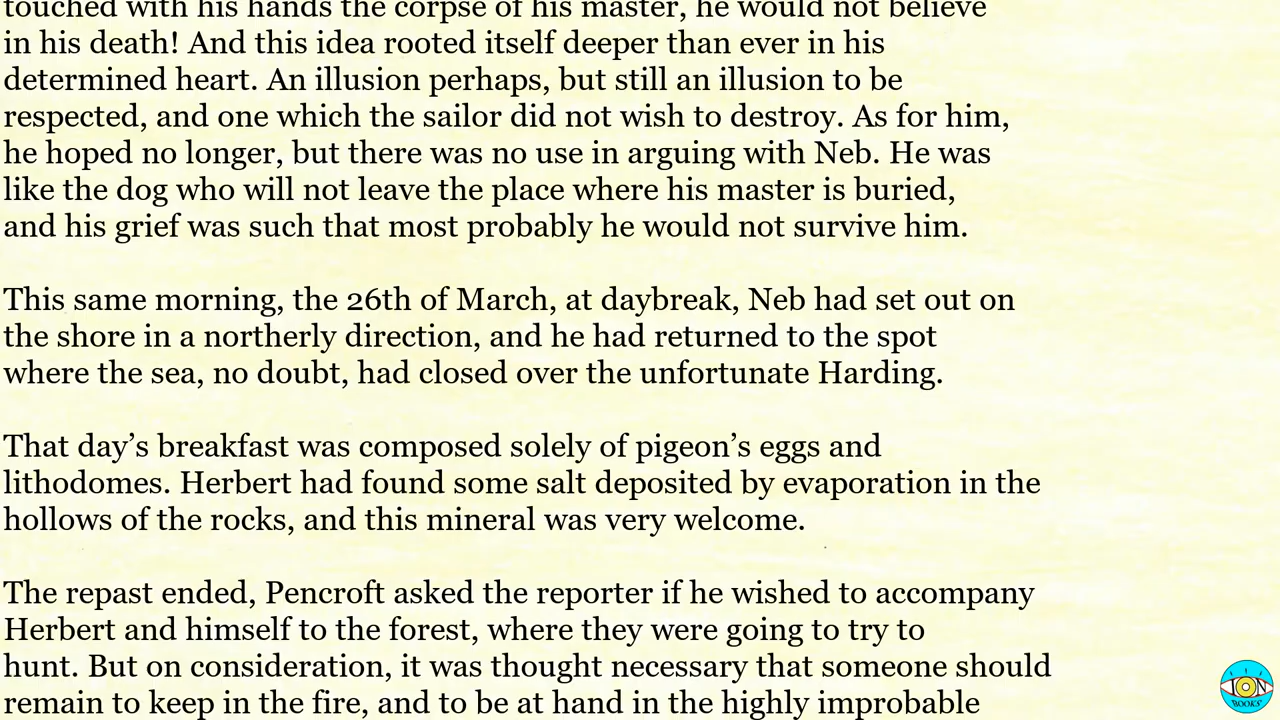 touched with his hands the corpse of his master, he would not believe
in his death! And this idea rooted itself deeper than ever in his
determined heart. An illusion perhaps, but still an illusion to be
respected, and one which the sailor did not wish to destroy. As for him,
he hoped no longer, but there was no use in arguing with Neb. He was
like the dog who will not leave the place where his master is buried,
and his grief was such that most probably he would not survive him.
This same morning, the 26th of March, at daybreak, Neb had set out on
the shore in a northerly direction, and he had returned to the spot
where the sea, no doubt, had closed over the unfortunate Harding.
That day’s breakfast was composed solely of pigeon’s eggs and
lithodomes. Herbert had found some salt deposited by evaporation in the
hollows of the rocks, and this mineral was very welcome.
The repast ended, Pencroft asked the reporter if he wished to accompany
Herbert and himself to the forest, where they were going to try to
hunt. But on consideration, it was thought necessary that someone should
remain to keep in the fire, and to be at hand in the highly improbable
ION
BOOKS